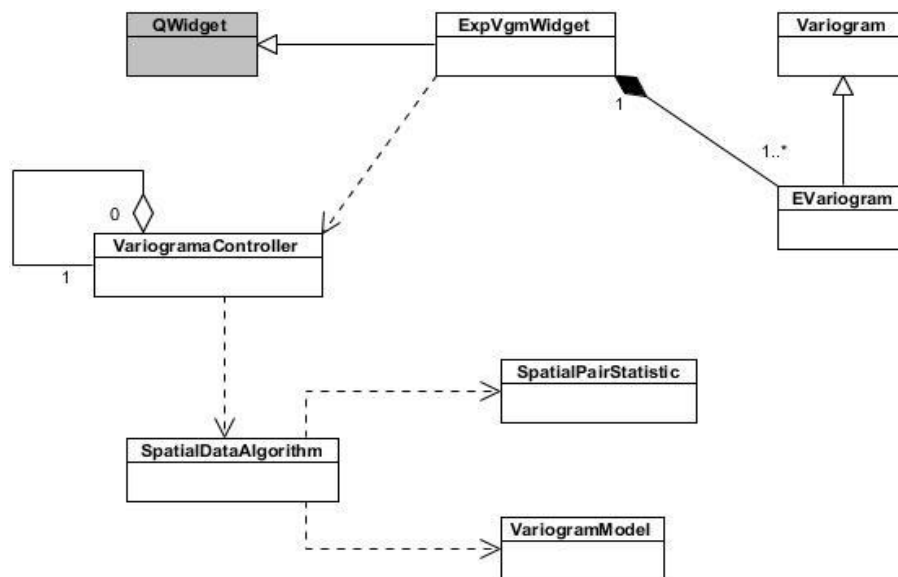 QWidget
ExpVgmWidget
Variogram
1
1..*
EVariogram
0
VariogramaController
1
SpatialPairStatistic
SpatialDataAlgorithm
VariogramModel